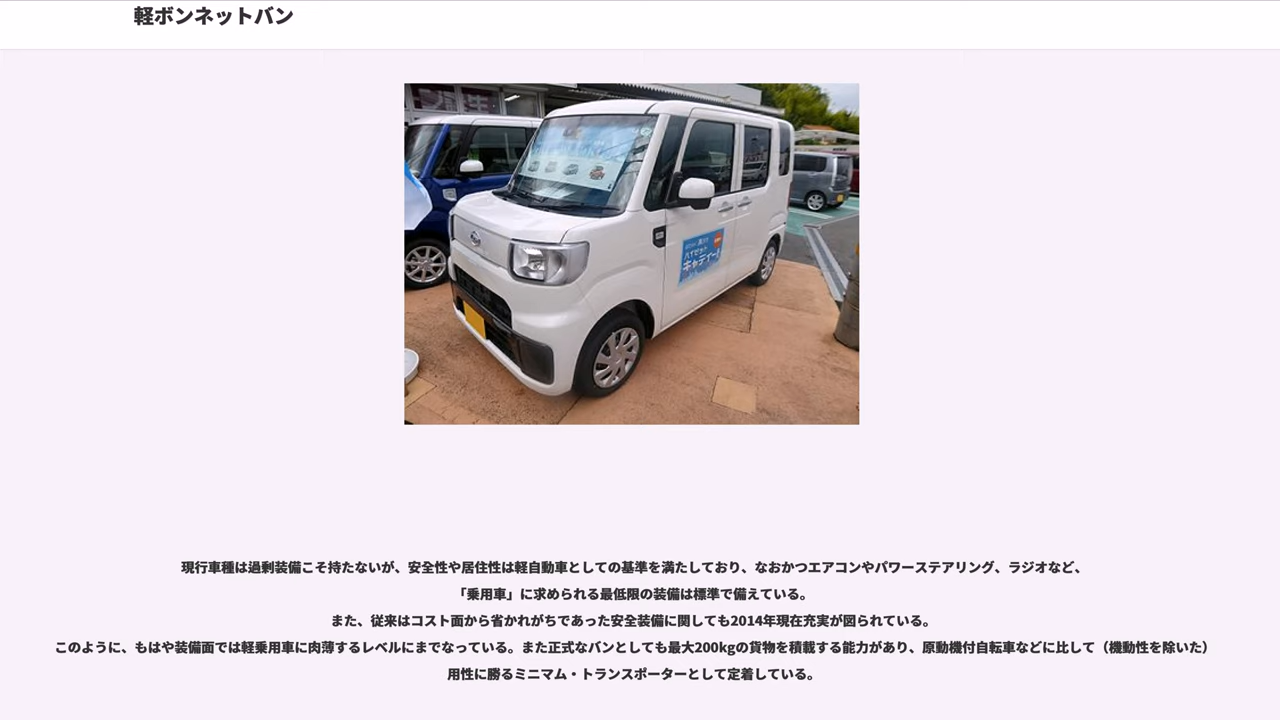 軽ボンネットバン
ハイゼット
キャディー!
現行車種は過剰装備こそ持たないが、安全性や居住性は軽自動車としての基準を満たしており、なおかつエアコンやパワーステアリング、ラジオなど、
「乗用車」に求められる最低限の装備は標準で備えている。
また、従来はコスト面から省かれがちであった安全装備に関しても2014年現在充実が図られている。
このように、もはや装備面では軽乗用車に肉薄するレベルにまでなっている。また正式なバンとしても最大200kgの貨物を積載する能力があり、原動機付自転車などに比して（機動性を除いた）
用性に勝るミニマム・トランスポーターとして定着している。